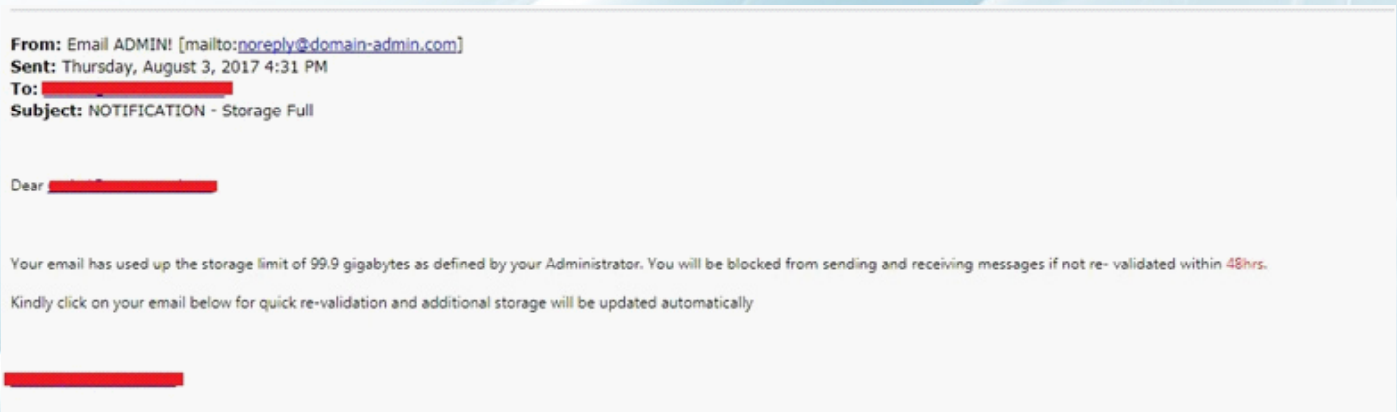 From: Email ADMIN! [mailto:noreply@domain-admin.com]
Sent: Thursday, August 3, 2017 4:31 PM
To:
Subject: NOTIFICATION - Storage Full
Dear
Your email has used up the storage limit of 99.9 gigabytes as defined by your Administrator. You will be blocked from sending and receiving messages if not re- validated within 48hrs.
Kindly click on your email below for quick re-validation and additional storage will be updated automatically